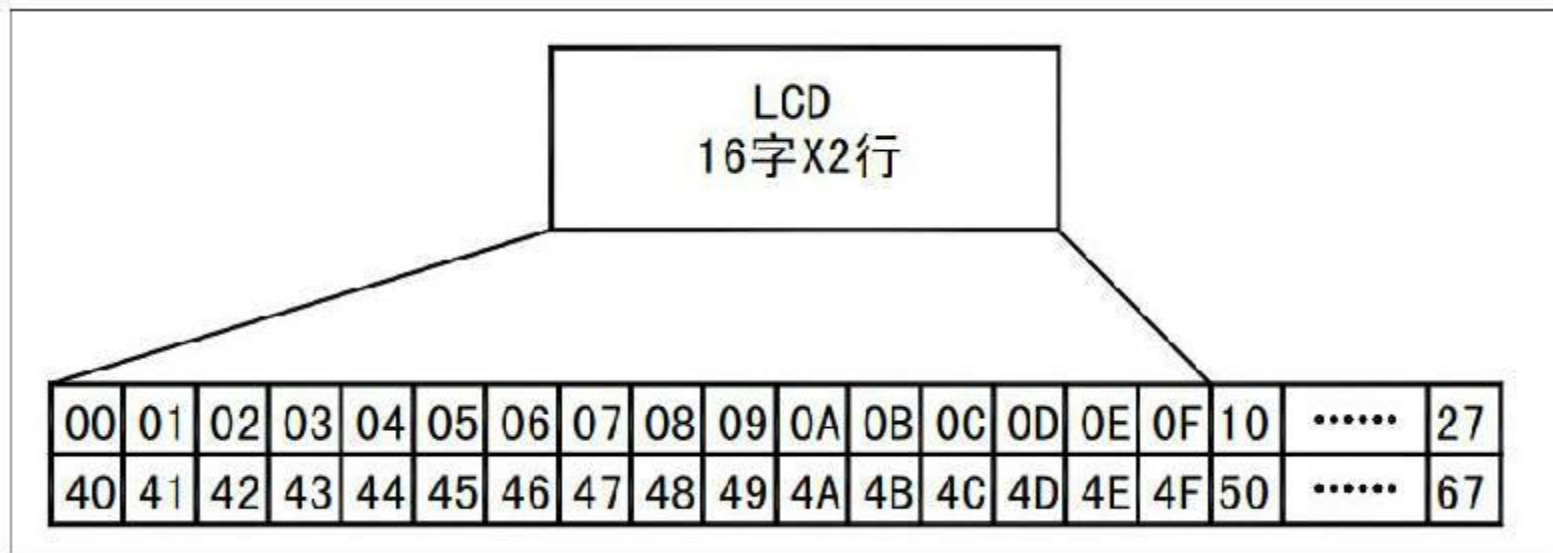 LCD
16字X2行
00 01 02 03 04 05 06 07 08 09 0A 0B 0C 0D 0E 0F 10 …… 27
40 41 42 43 44 45 46 47 48 49 4A 4B 4C 4D 4E 4F 50 …… 67